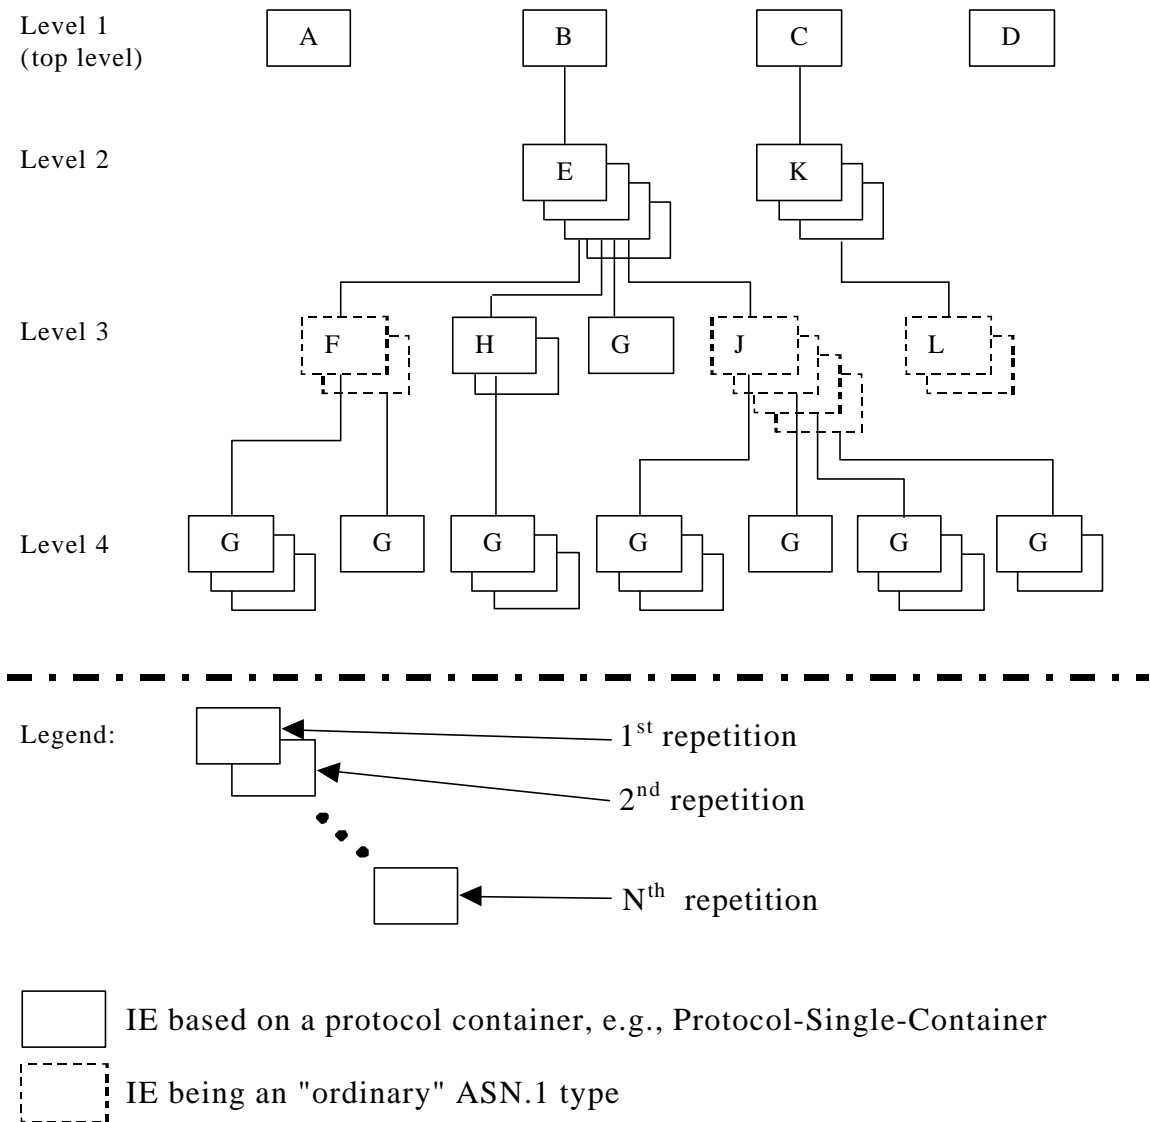 Level 1
(top level)
A B C D
Level 2
E K
Level 3
F H G J L
Level 4
G G G G G G G
Legend:
1st repetition
2nd repetition
Nth repetition
IE based on a protocol container, e.g., Protocol-Single-Container
IE being an "ordinary" ASN.1 type